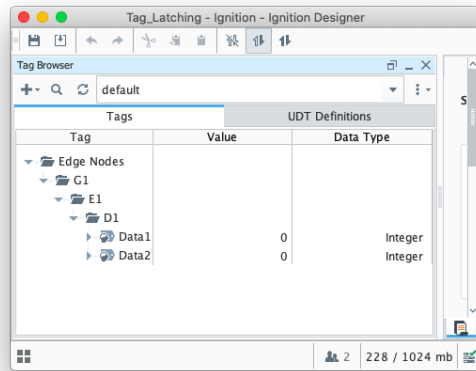 Tag_Latching - Ignition - Ignition Designer
Tag Browser
default
Tags UDT Definitions
Tag Value Data Type
Edge Nodes
G1
E1
D1
Data1 0 Integer
Data2 0 Integer
S
2 228 / 1024 mb